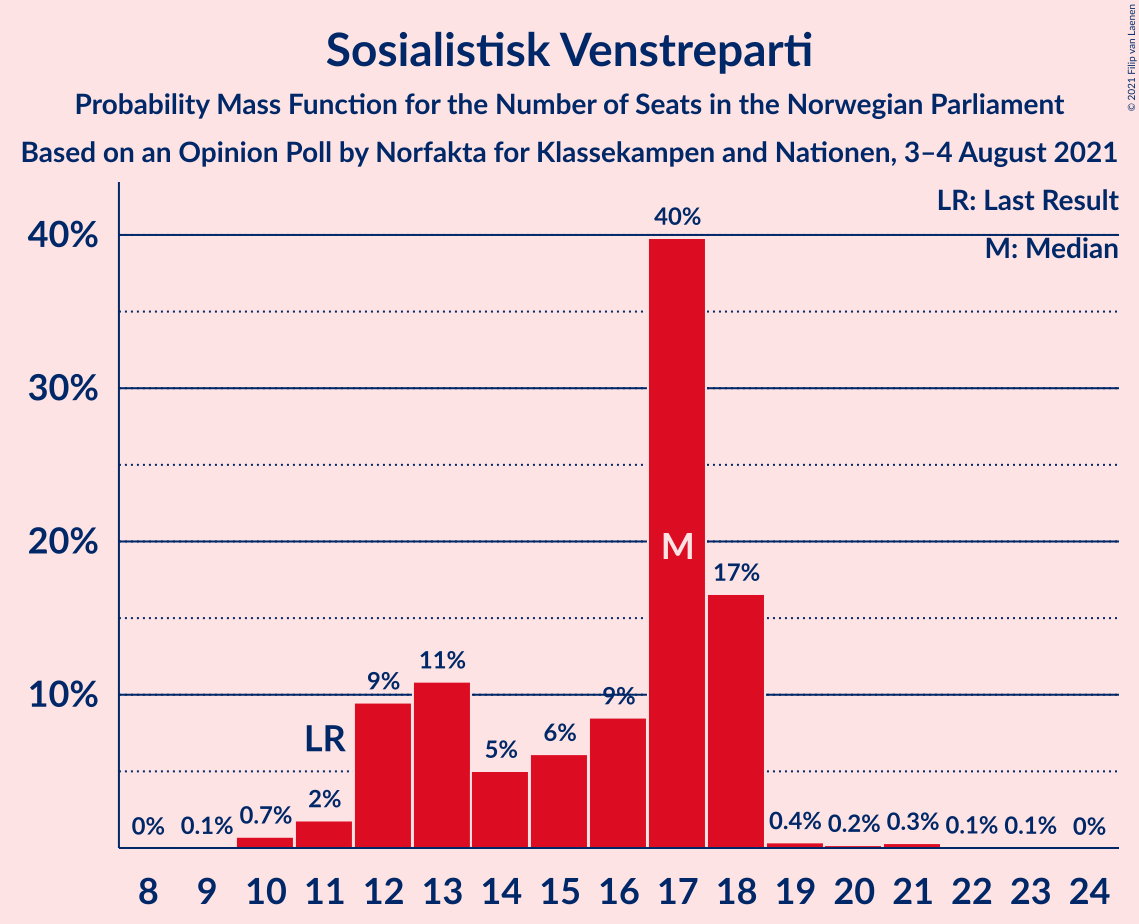 Sosialistisk Venstreparti
Probability Mass Function for the Number of Seats in the Norwegian Parliament
Based on an Opinion Poll by Norfakta for Klassekampen and Nationen, 3–4 August 2021
© 2021 Filip van Laenen
LR: Last Result
M: Median
40%
30%
20%
10%
0%
0.1%
0.7%
2%
LR
9%
11%
5%
6%
9%
40%
M
17%
0.4%
0.2%
0.3%
0.1%
0.1%
0%
8 9 10 11 12 13 14 15 16 17 18 19 20 21 22 23 24